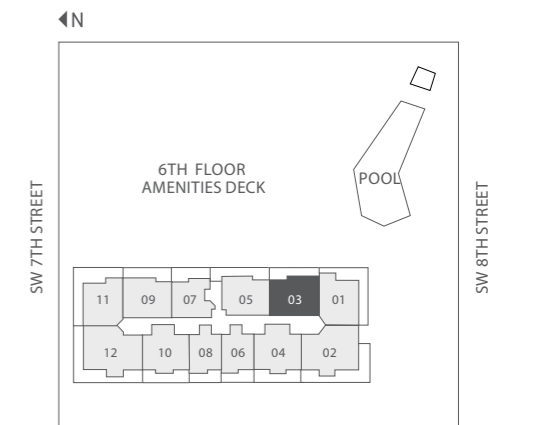 N
6TH FLOOR
AMENITIES DECK
POOL
SW 7TH STREET
SW 8TH STREET
11 09 07 05 03 01
12 10 08 06 04 02